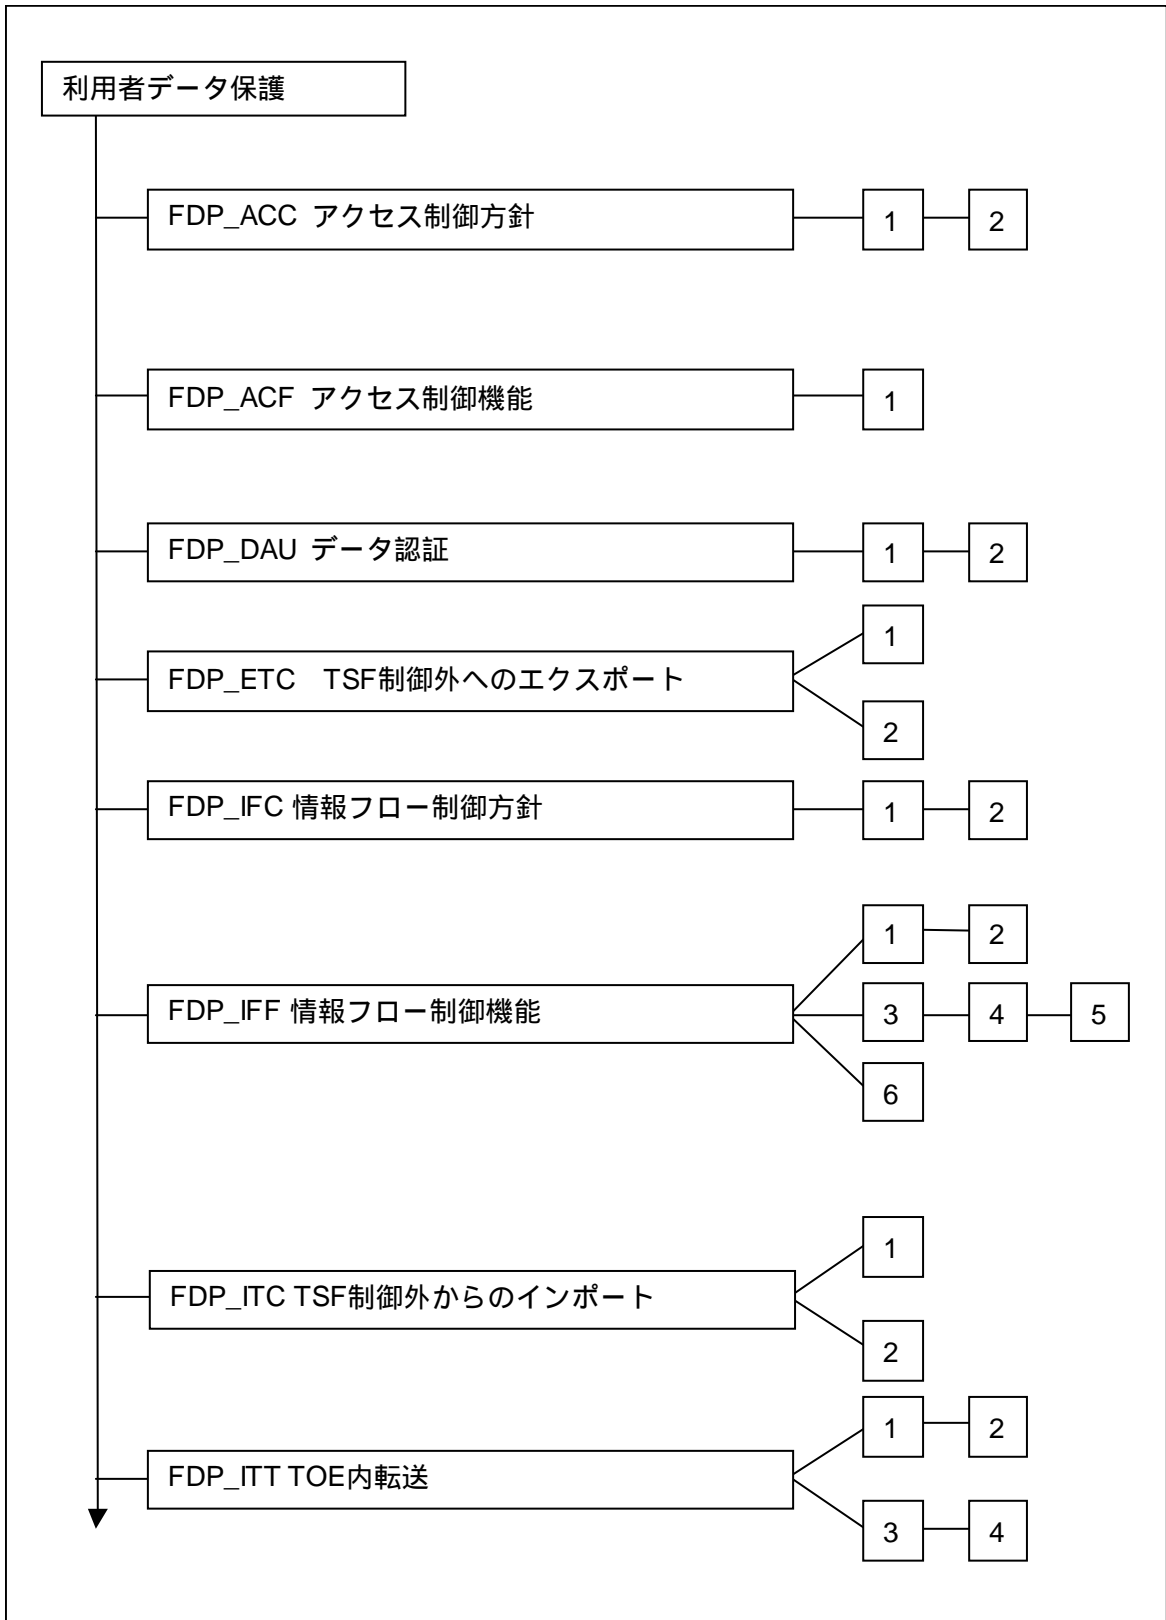 利用者データ保護
FDP_ACC アクセス制御方針 1 2
FDP_ACF アクセス制御機能 1
FDP_DAU データ認証 1 2
1
FDP_ETC TSF制御外へのエクスポート
2
FDP_IFC 情報フロー制御方針 1 2
1 2
FDP_IFF 情報フロー制御機能 3 4 5
6
1
FDP_ITC TSF制御外からのインポート
2
1 2
FDP_ITT TOE内転送
3 4